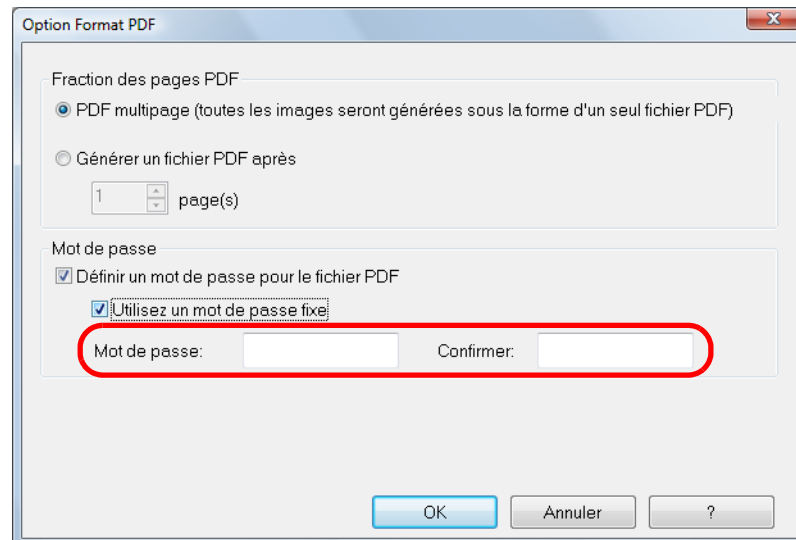 Option Format PDF
Fraction des pages PDF
PDF multipage (toutes les images seront générées sous la forme d'un seul fichier PDF)
Générer un fichier PDF après
1 page(s)
Mot de passe
Définir un mot de passe pour le fichier PDF
Utilisez un mot de passe fixe
Mot de passe: Confirmer:
OK Annuler ?